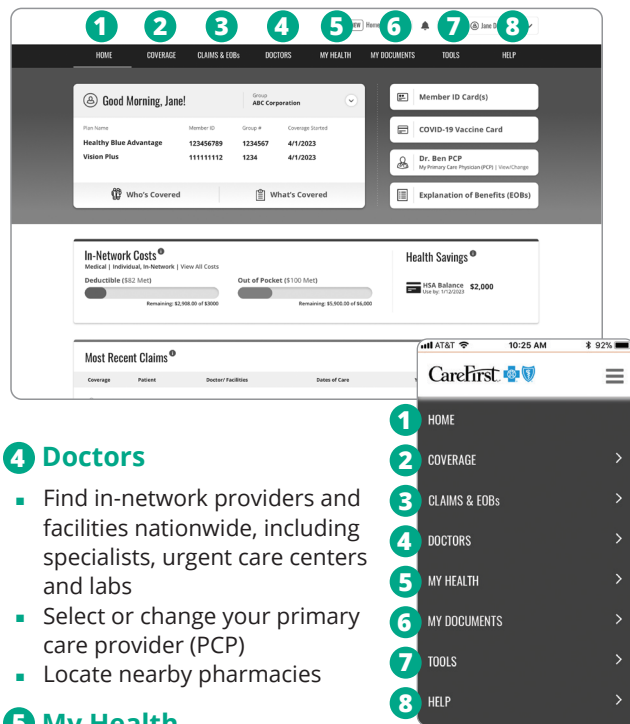 1 2 3 4 5 6 7 8
Home
Jane D
HOME COVERAGE CLAIMS & EOBs DOCTORS MY HEALTH MY DOCUMENTS TOOLS HELP
Good Morning, Jane!
Group
ABC Corporation
Plan Name Member ID Group # Coverage Started
Healthy Blue Advantage 123456789 1234567 4/1/2023
Vision Plus 111111112 1234 4/1/2023
Who's Covered What's Covered
Member ID Card(s)
COVID-19 Vaccine Card
Dr. Ben PCP
My Primary Care Physician (PCP) | View/Change
Explanation of Benefits (EOBs)
In-Network Costs
Medical | Individual, In-Network | View All Costs
Deductible ($82 Met) Out of Pocket ($100 Met)
Remaining: $2,908.00 of $3000 Remaining: $5,900.00 of $6,000
Health Savings
HSA Balance $2,000
Use by: 1/12/2023
Most Recent Claims
Coverage Patient Doctor/ Facilities Dates of Care
AT&T 10:25 AM 92%
CareFirst
1 HOME
2 COVERAGE
3 CLAIMS & EOBs
4 DOCTORS
5 MY HEALTH
6 MY DOCUMENTS
7 TOOLS
8 HELP
4 Doctors
▪ Find in-network providers and
facilities nationwide, including
specialists, urgent care centers
and labs
▪ Select or change your primary
care provider (PCP)
▪ Locate nearby pharmacies
5 My Health